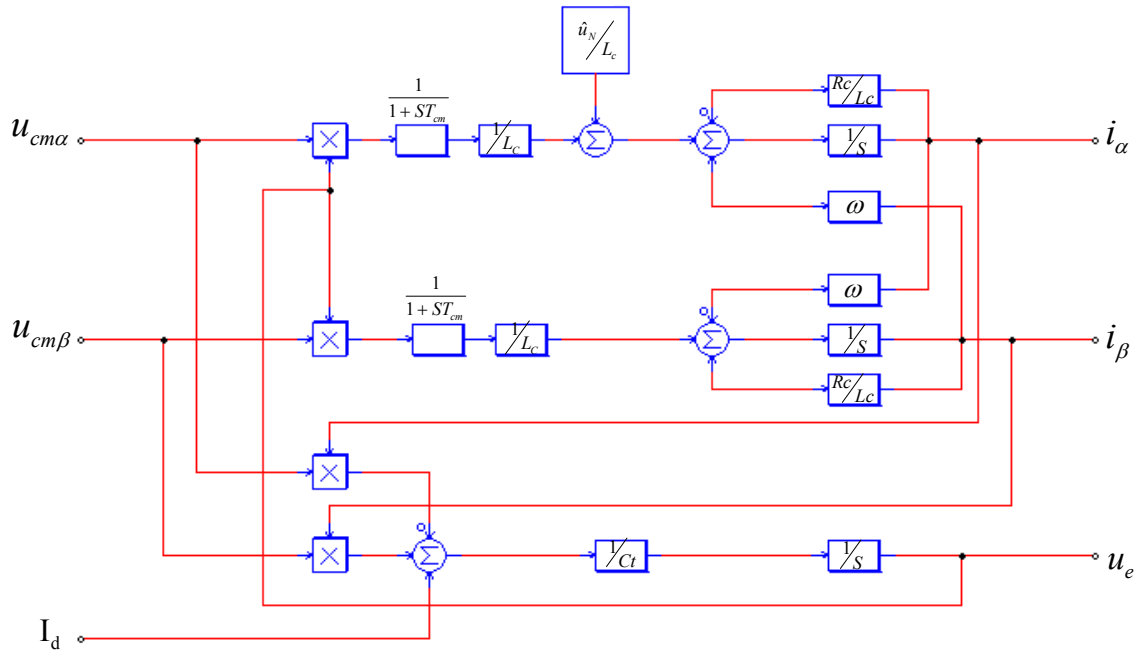 û_N/L_c
1/(1 + ST_cm)
Rc/Lc
u_cmα
×
1/L_C
Σ
Σ
1/S
i_α
ω
1/(1 + ST_cm)
ω
u_cmβ
×
1/L_C
Σ
1/S
i_β
Rc/Lc
×
×
Σ
1/Ct
1/S
u_e
I_d